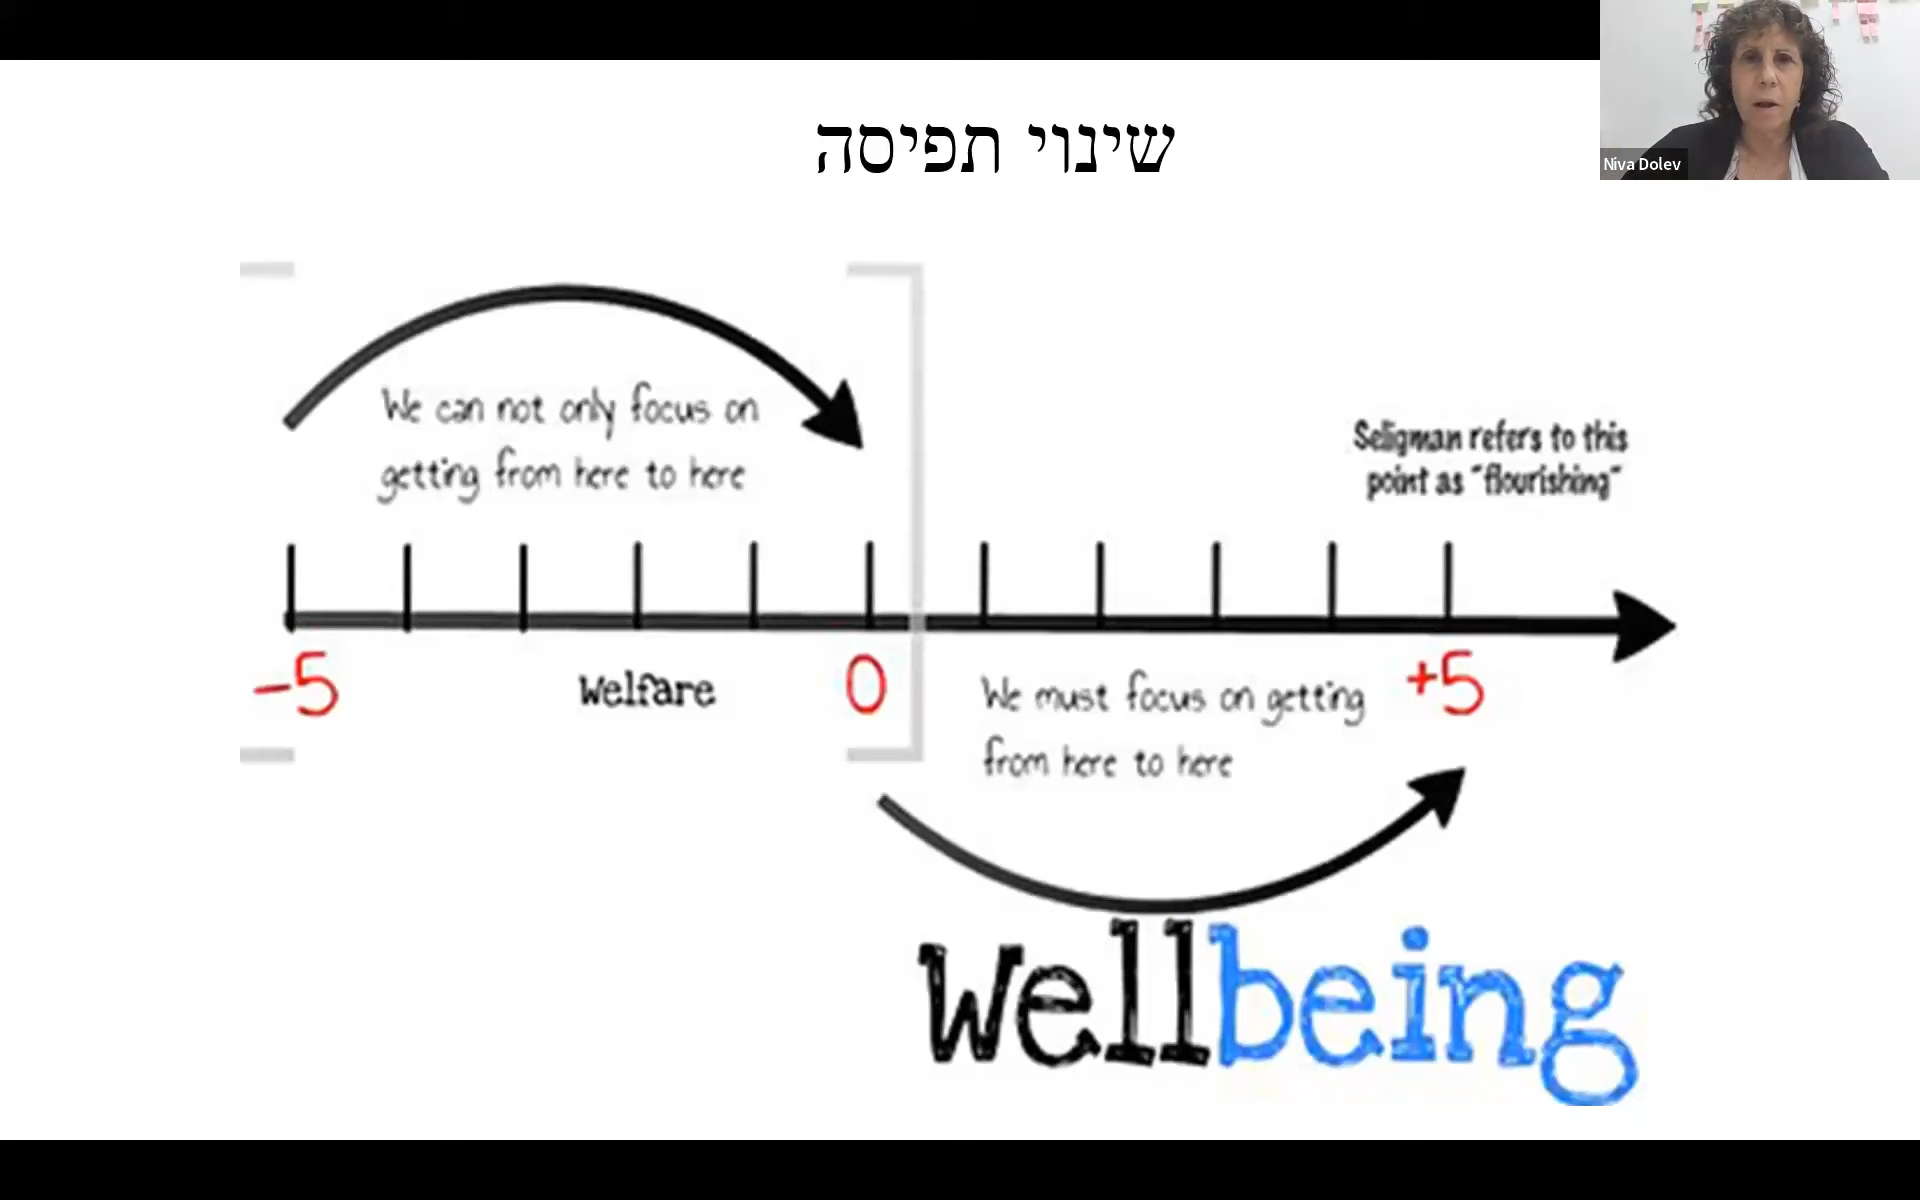 שינוי תפיסה
Niva Dolev
We can not only focus on
getting from here to here
Seligman refers to this
point as "flourishing"
-5
Welfare
0
We must focus on getting
from here to here
+5
Wellbeing